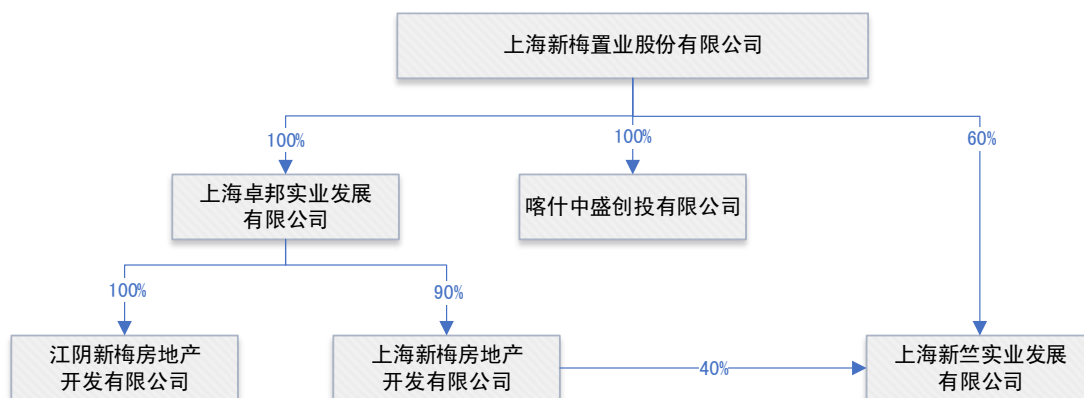 上海新梅置业股份有限公司
100%
100%
60%
上海卓邦实业发展
有限公司
喀什中盛创投有限公司
100%
90%
江阴新梅房地产
开发有限公司
上海新梅房地产
开发有限公司
40%
上海新竺实业发展
有限公司